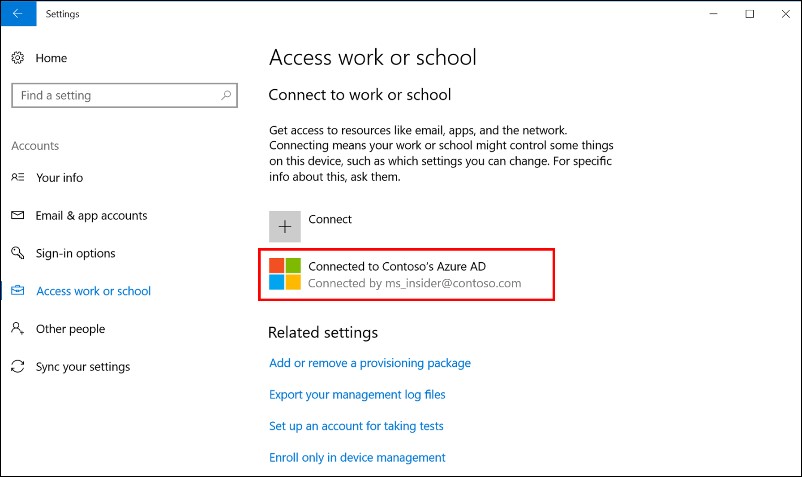 Settings
Home
Find a setting
Accounts
Your info
Email & app accounts
Sign-in options
Access work or school
Other people
Sync your settings
Access work or school
Connect to work or school
Get access to resources like email, apps, and the network.
Connecting means your work or school might control some things
on this device, such as which settings you can change. For specific
info about this, ask them.
Connect
Connected to Contoso's Azure AD
Connected by ms_insider@contoso.com
Related settings
Add or remove a provisioning package
Export your management log files
Set up an account for taking tests
Enroll only in device management